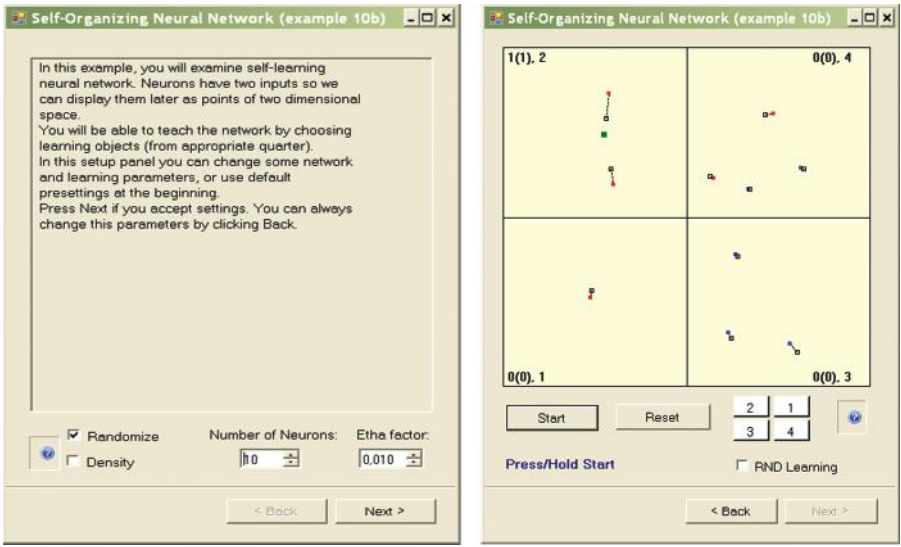 Self-Organizing Neural Network (example 10b)
In this example, you will examine self-learning
neural network. Neurons have two inputs so we
can display them later as points of two dimensional
space.
You will be able to teach the network by choosing
learning objects (from appropriate quarter).
In this setup panel you can change some network
and learning parameters, or use default
presettings at the beginning.
Press Next if you accept settings. You can always
change this parameters by clicking Back.
Randomize
Density
Number of Neurons:
10
Etha factor:
0,010
< Back
Next >
Self-Organizing Neural Network (example 10b)
1(1), 2
0(0), 4
0(0), 1
0(0), 3
Start
Reset
2 1
3 4
Press/Hold Start
RND Learning
< Back
Next >